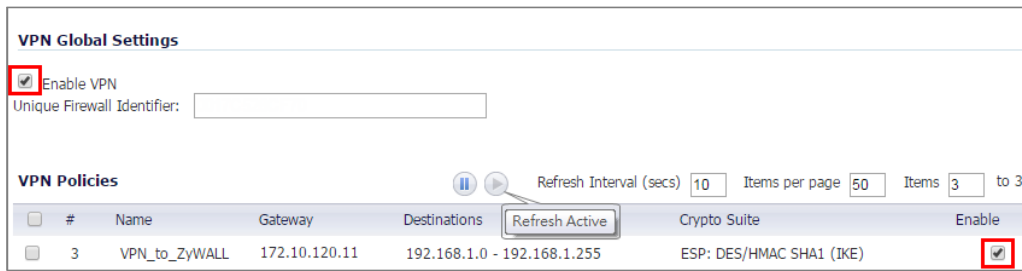 VPN Global Settings
Enable VPN
Unique Firewall Identifier:
VPN Policies Refresh Interval (secs) 10 Items per page 50 Items 3 to 3
# Name Gateway Destinations Refresh Active Crypto Suite Enable
3 VPN_to_ZyWALL 172.10.120.11 192.168.1.0 - 192.168.1.255 ESP: DES/HMAC SHA1 (IKE)